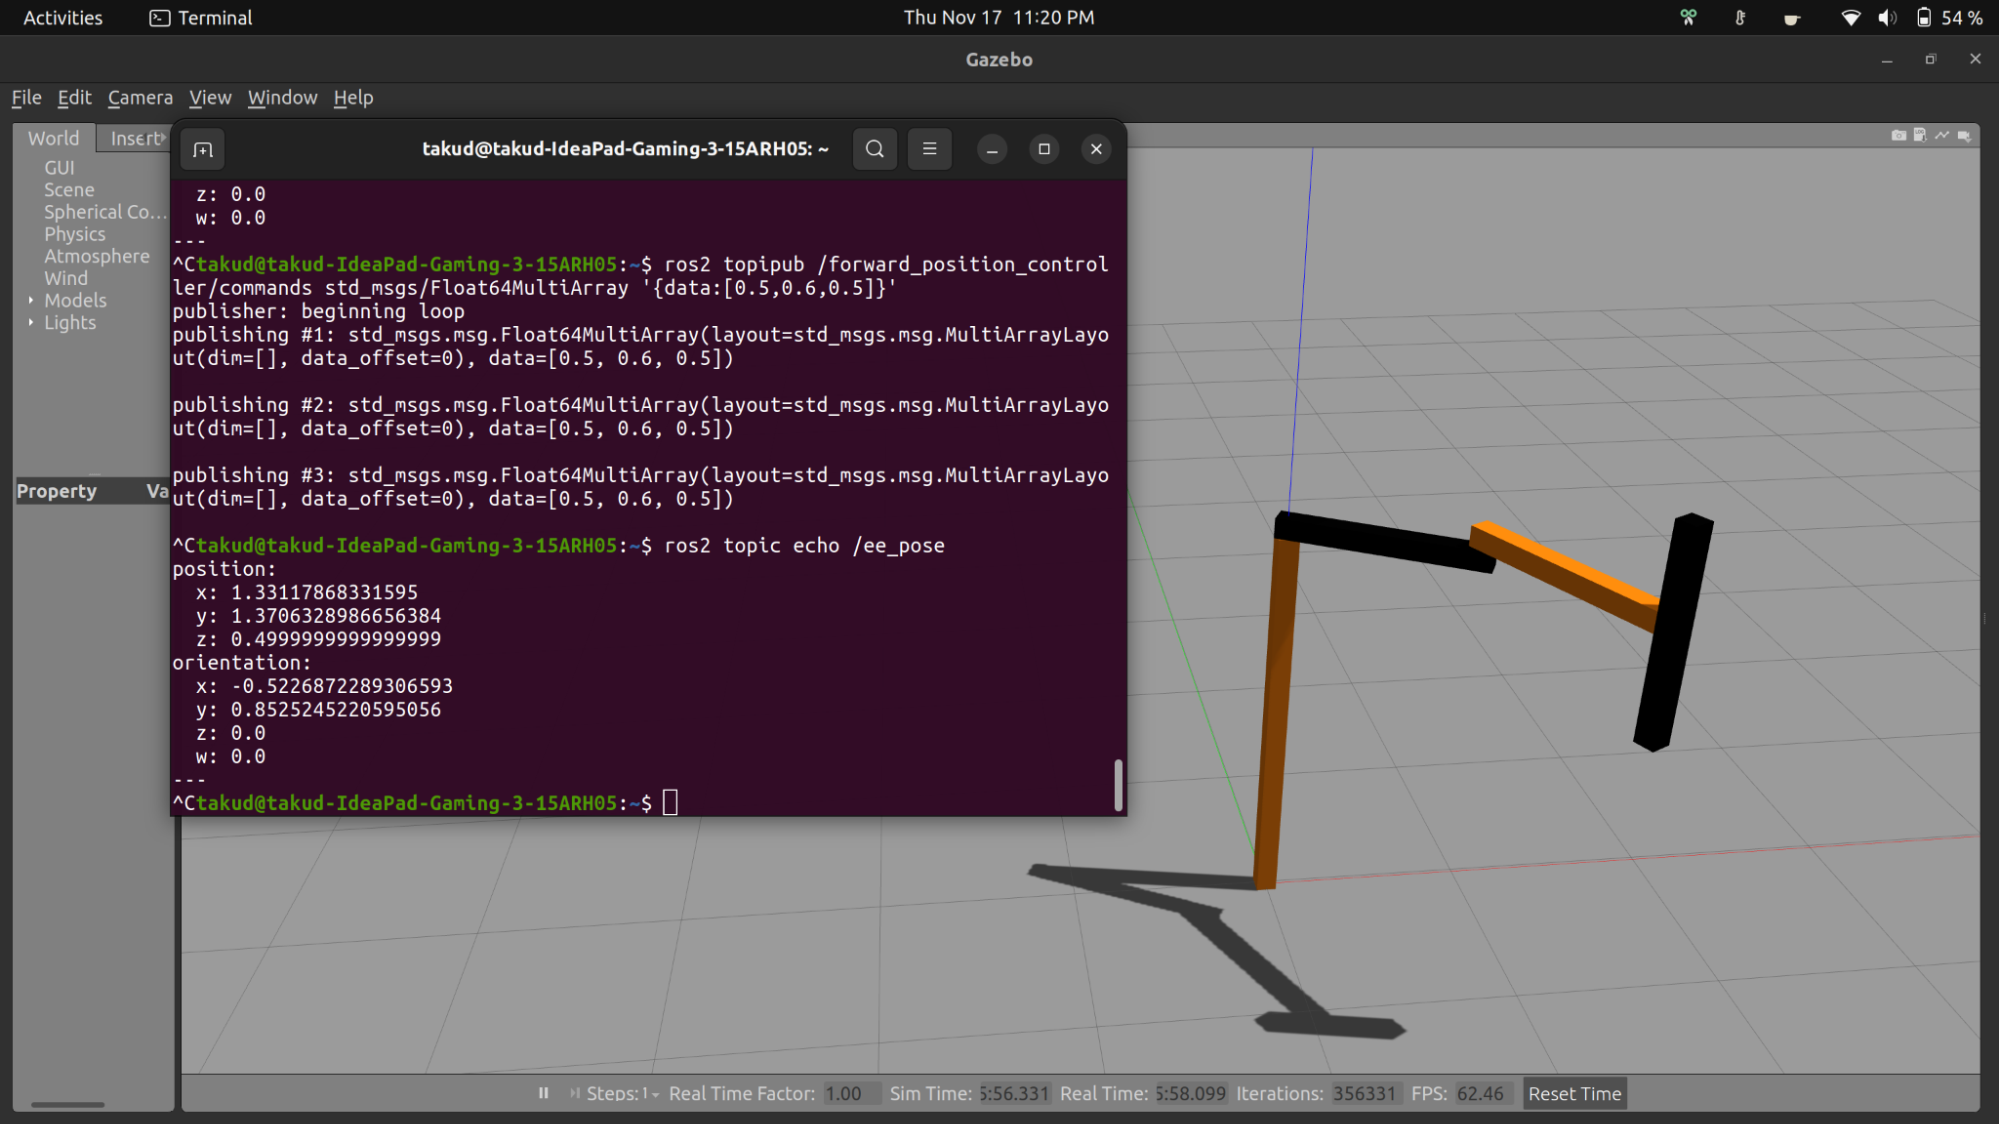 Activities Terminal Thu Nov 17 11:20 PM 54 %
Gazebo
File Edit Camera View Window Help
World Insert
GUI
Scene
Spherical Co...
Physics
Atmosphere
Wind
Models
Lights
Property Va
takud@takud-IdeaPad-Gaming-3-15ARH05: ~
z: 0.0
w: 0.0
---
^Ctakud@takud-IdeaPad-Gaming-3-15ARH05:~$ ros2 topipub /forward_position_control
ler/commands std_msgs/Float64MultiArray '{data:[0.5,0.6,0.5]}'
publisher: beginning loop
publishing #1: std_msgs.msg.Float64MultiArray(layout=std_msgs.msg.MultiArrayLayo
ut(dim=[], data_offset=0), data=[0.5, 0.6, 0.5])
publishing #2: std_msgs.msg.Float64MultiArray(layout=std_msgs.msg.MultiArrayLayo
ut(dim=[], data_offset=0), data=[0.5, 0.6, 0.5])
publishing #3: std_msgs.msg.Float64MultiArray(layout=std_msgs.msg.MultiArrayLayo
ut(dim=[], data_offset=0), data=[0.5, 0.6, 0.5])
^Ctakud@takud-IdeaPad-Gaming-3-15ARH05:~$ ros2 topic echo /ee_pose
position:
x: 1.33117868331595
y: 1.3706328986656384
z: 0.4999999999999999
orientation:
x: -0.5226872289306593
y: 0.8525245220595056
z: 0.0
w: 0.0
---
^Ctakud@takud-IdeaPad-Gaming-3-15ARH05:~$
Steps: 1 Real Time Factor: 1.00 Sim Time: 5:56.331 Real Time: 5:58.099 Iterations: 356331 FPS: 62.46 Reset Time